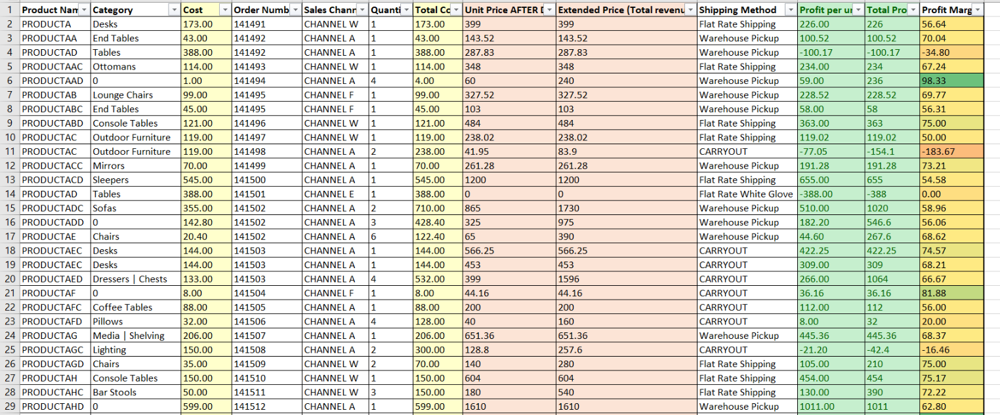 1 Product Nam Category Cost Order Numb Sales Chann Quanti Total Co Unit Price AFTER D Extended Price (Total revenu Shipping Method Profit per un Total Pro Profit Marg
2 PRODUCTA Desks 173.00 141491 CHANNEL W 1 173.00 399 399 Flat Rate Shipping 226.00 226 56.64
3 PRODUCTAA End Tables 43.00 141492 CHANNEL A 1 43.00 143.52 143.52 Warehouse Pickup 100.52 100.52 70.04
4 PRODUCTAD Tables 388.00 141492 CHANNEL A 1 388.00 287.83 287.83 Warehouse Pickup -100.17 -100.17 -34.80
5 PRODUCTAAC Ottomans 114.00 141493 CHANNEL W 1 114.00 348 348 Flat Rate Shipping 234.00 234 67.24
6 PRODUCTAAD 0 1.00 141494 CHANNEL A 4 4.00 60 240 Warehouse Pickup 59.00 236 98.33
7 PRODUCTAB Lounge Chairs 99.00 141495 CHANNEL F 1 99.00 327.52 327.52 Warehouse Pickup 228.52 228.52 69.77
8 PRODUCTABC End Tables 45.00 141495 CHANNEL F 1 45.00 103 103 Warehouse Pickup 58.00 58 56.31
9 PRODUCTABD Console Tables 121.00 141496 CHANNEL W 1 121.00 484 484 Flat Rate Shipping 363.00 363 75.00
10 PRODUCTAC Outdoor Furniture 119.00 141497 CHANNEL W 1 119.00 238.02 238.02 Flat Rate Shipping 119.02 119.02 50.00
11 PRODUCTAC Outdoor Furniture 119.00 141498 CHANNEL A 2 238.00 41.95 83.9 CARRYOUT -77.05 -154.1 -183.67
12 PRODUCTACC Mirrors 70.00 141499 CHANNEL A 1 70.00 261.28 261.28 Warehouse Pickup 191.28 191.28 73.21
13 PRODUCTACD Sleepers 545.00 141500 CHANNEL A 1 545.00 1200 1200 Flat Rate Shipping 655.00 655 54.58
14 PRODUCTAD Tables 388.00 141501 CHANNEL E 1 388.00 0 0 Flat Rate White Glove -388.00 -388 0.00
15 PRODUCTADC Sofas 355.00 141502 CHANNEL A 2 710.00 865 1730 Warehouse Pickup 510.00 1020 58.96
16 PRODUCTADD 0 142.80 141502 CHANNEL A 3 428.40 325 975 Warehouse Pickup 182.20 546.6 56.06
17 PRODUCTAE Chairs 20.40 141502 CHANNEL A 6 122.40 65 390 Warehouse Pickup 44.60 267.6 68.62
18 PRODUCTAEC Desks 144.00 141503 CHANNEL A 1 144.00 566.25 566.25 CARRYOUT 422.25 422.25 74.57
19 PRODUCTAEC Desks 144.00 141503 CHANNEL A 1 144.00 453 453 CARRYOUT 309.00 309 68.21
20 PRODUCTAED Dressers | Chests 133.00 141503 CHANNEL A 4 532.00 399 1596 CARRYOUT 266.00 1064 66.67
21 PRODUCTAF 0 8.00 141504 CHANNEL F 1 8.00 44.16 44.16 CARRYOUT 36.16 36.16 81.88
22 PRODUCTAFC Coffee Tables 88.00 141505 CHANNEL A 1 88.00 200 200 CARRYOUT 112.00 112 56.00
23 PRODUCTAFD Pillows 32.00 141506 CHANNEL A 4 128.00 40 160 CARRYOUT 8.00 32 20.00
24 PRODUCTAG Media | Shelving 206.00 141507 CHANNEL A 1 206.00 651.36 651.36 Warehouse Pickup 445.36 445.36 68.37
25 PRODUCTAGC Lighting 150.00 141508 CHANNEL A 2 300.00 128.8 257.6 CARRYOUT -21.20 -42.4 -16.46
26 PRODUCTAGD Chairs 35.00 141509 CHANNEL W 2 70.00 140 280 Flat Rate Shipping 105.00 210 75.00
27 PRODUCTAH Console Tables 150.00 141510 CHANNEL W 1 150.00 604 604 Flat Rate Shipping 454.00 454 75.17
28 PRODUCTAHC Bar Stools 50.00 141511 CHANNEL W 3 150.00 180 540 Flat Rate Shipping 130.00 390 72.22
29 PRODUCTAHD 0 599.00 141512 CHANNEL A 1 599.00 1610 1610 Warehouse Pickup 1011.00 1011 62.80